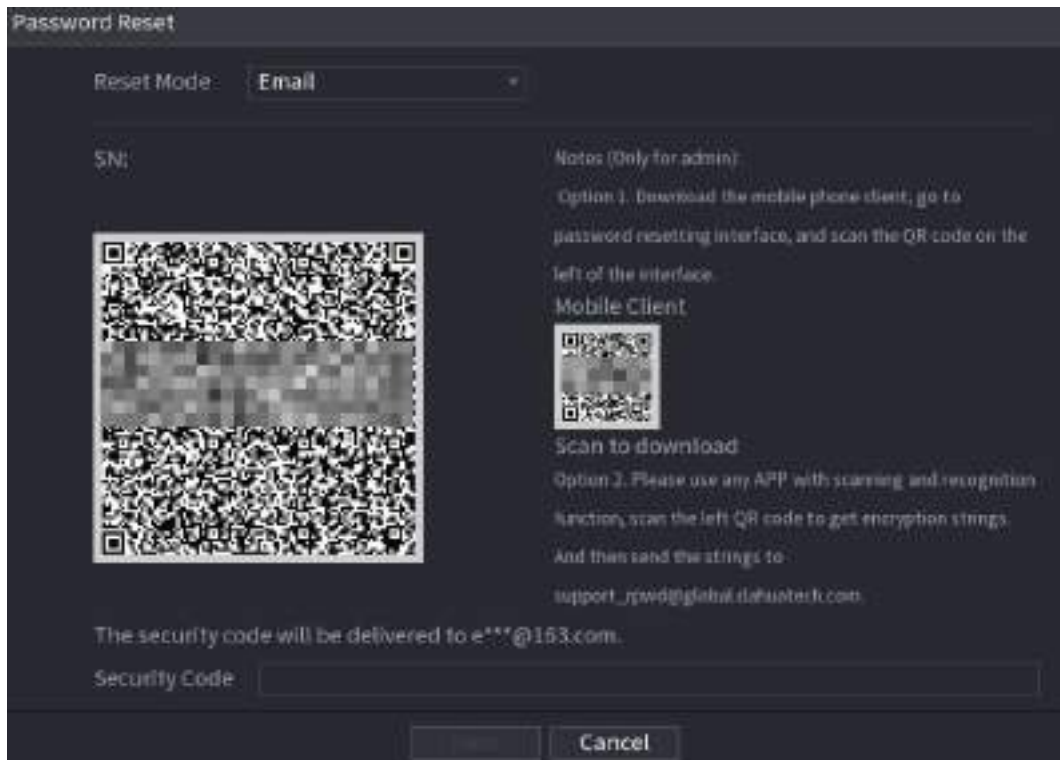 Password Reset
Reset Mode Email
SN:
Notes (Only for admin):
Option 1. Download the mobile phone client, go to
password resetting interface, and scan the QR code on the
left of the interface.
Mobile Client
Scan to download
Option 2. Please use any APP with scanning and recognition
function, scan the left QR code to get encryption strings.
And then send the strings to
support_rpwd@global.dahuatech.com.
The security code will be delivered to e***@163.com.
Security Code
Cancel